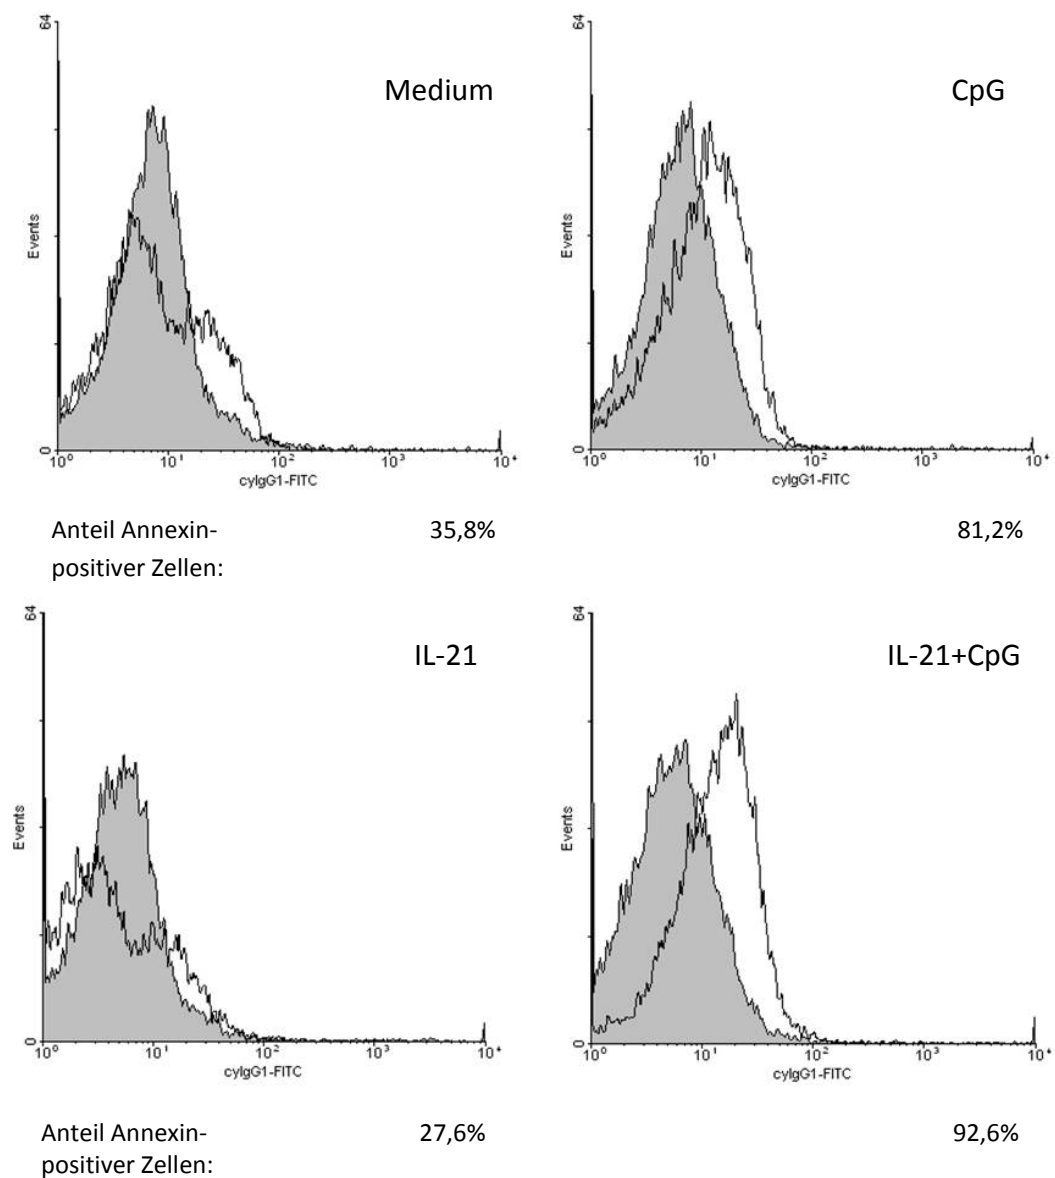 64
Medium
Events
0
10⁰ 10¹ 10² 10³ 10⁴
cyIgG1-FITC
64
CpG
Events
0
10⁰ 10¹ 10² 10³ 10⁴
cyIgG1-FITC
Anteil Annexin- 35,8% 81,2%
positiver Zellen:
64
IL-21
Events
0
10⁰ 10¹ 10² 10³ 10⁴
cyIgG1-FITC
64
IL-21+CpG
Events
0
10⁰ 10¹ 10² 10³ 10⁴
cyIgG1-FITC
Anteil Annexin- 27,6% 92,6%
positiver Zellen: